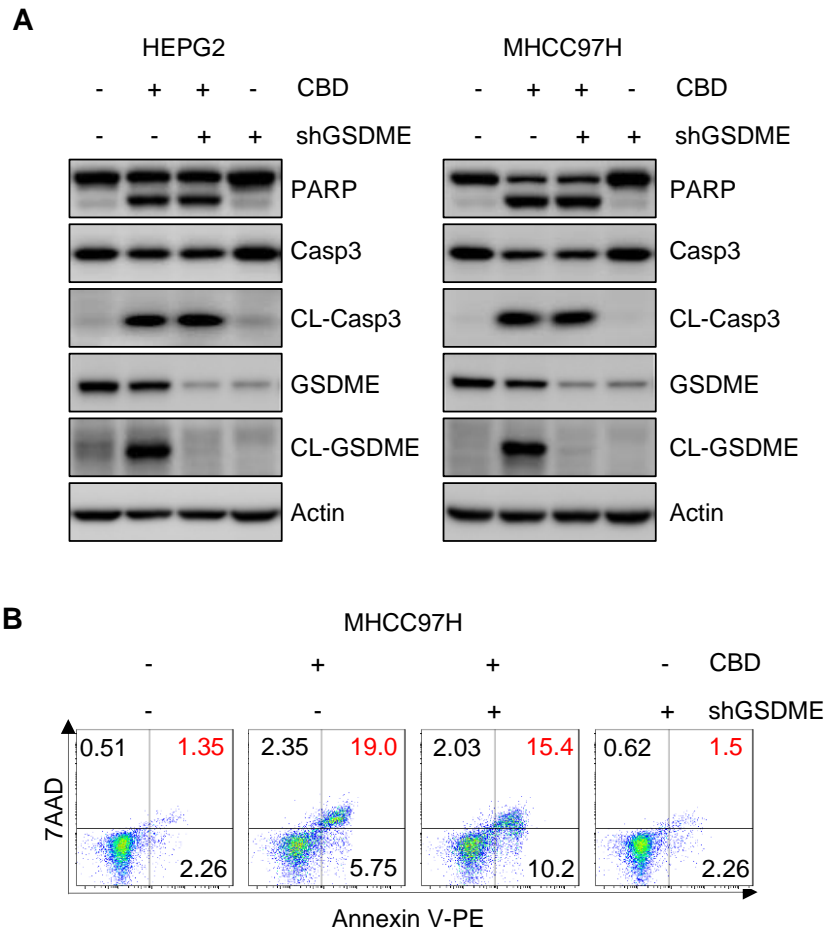 A
HEPG2 MHCC97H
- + + - CBD - + + - CBD
- - + + shGSDME - - + + shGSDME
PARP PARP
Casp3 Casp3
CL-Casp3 CL-Casp3
GSDME GSDME
CL-GSDME CL-GSDME
Actin Actin
B
MHCC97H
- + + - CBD
- - + + shGSDME
0.51 1.35 2.35 19.0 2.03 15.4 0.62 1.5
7AAD
2.26 5.75 10.2 2.26
Annexin V-PE